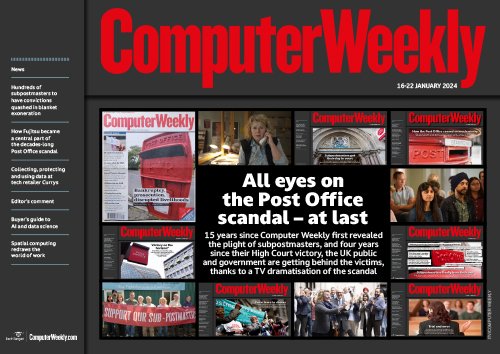 ComputerWeekly
16-22 JANUARY 2024
News
Hundreds of
subpostmasters to
have convictions
quashed in blanket
exoneration
How Fujitsu became
a central part of
the decades-long
Post Office scandal
Collecting, protecting
and using data at
tech retailer Currys
Editor's comment
Buyer's guide to
AI and data science
Spatial computing
redraws the
world of work
TechTarget
ComputerWeekly.com
ComputerWeekly
Bankruptcy,
prosecution,
disrupted livelihoods
ComputerWeekly
ComputerWeekly
POST
All eyes on
the Post Office
scandal – at last
15 years since Computer Weekly first revealed
the plight of subpostmasters, and four years
since their High Court victory, the UK public
and government are getting behind the victims,
thanks to a TV dramatisation of the scandal
ComputerWeekly
ComputerWeekly
ComputerWeekly
ComputerWeekly
SUPPORT OUR SUB-POSTMASTERS